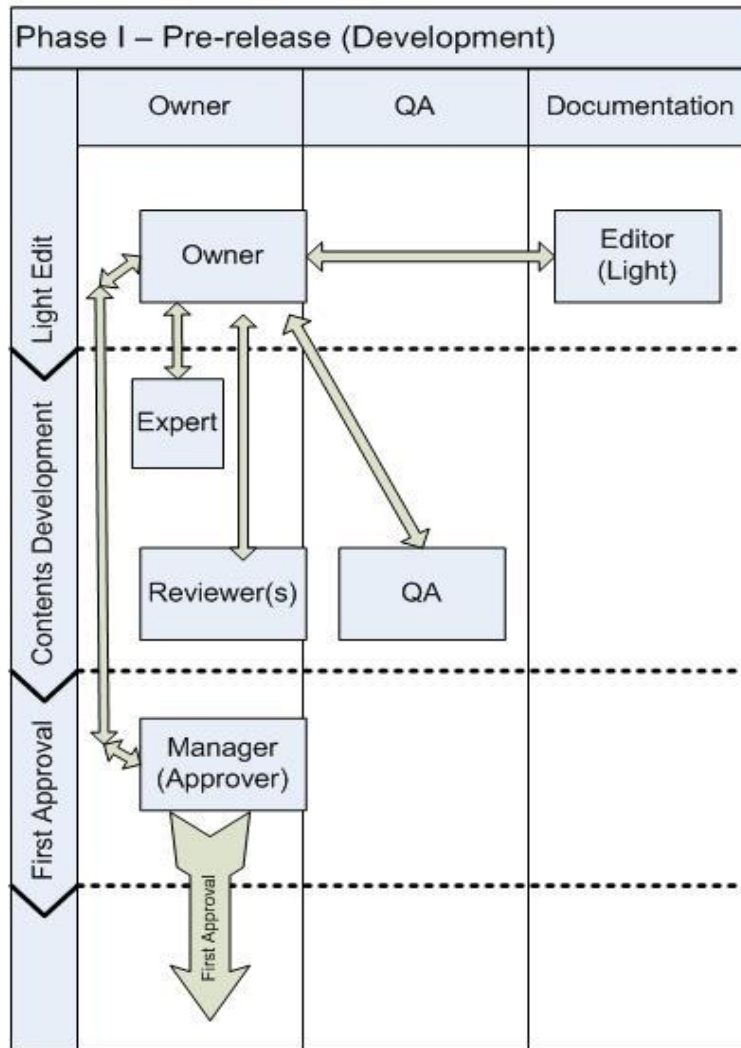 Phase I – Pre-release (Development)
Owner
QA
Documentation
Light Edit
Owner
Editor
(Light)
Contents Development
Expert
Reviewer(s)
QA
First Approval
Manager
(Approver)
First Approval